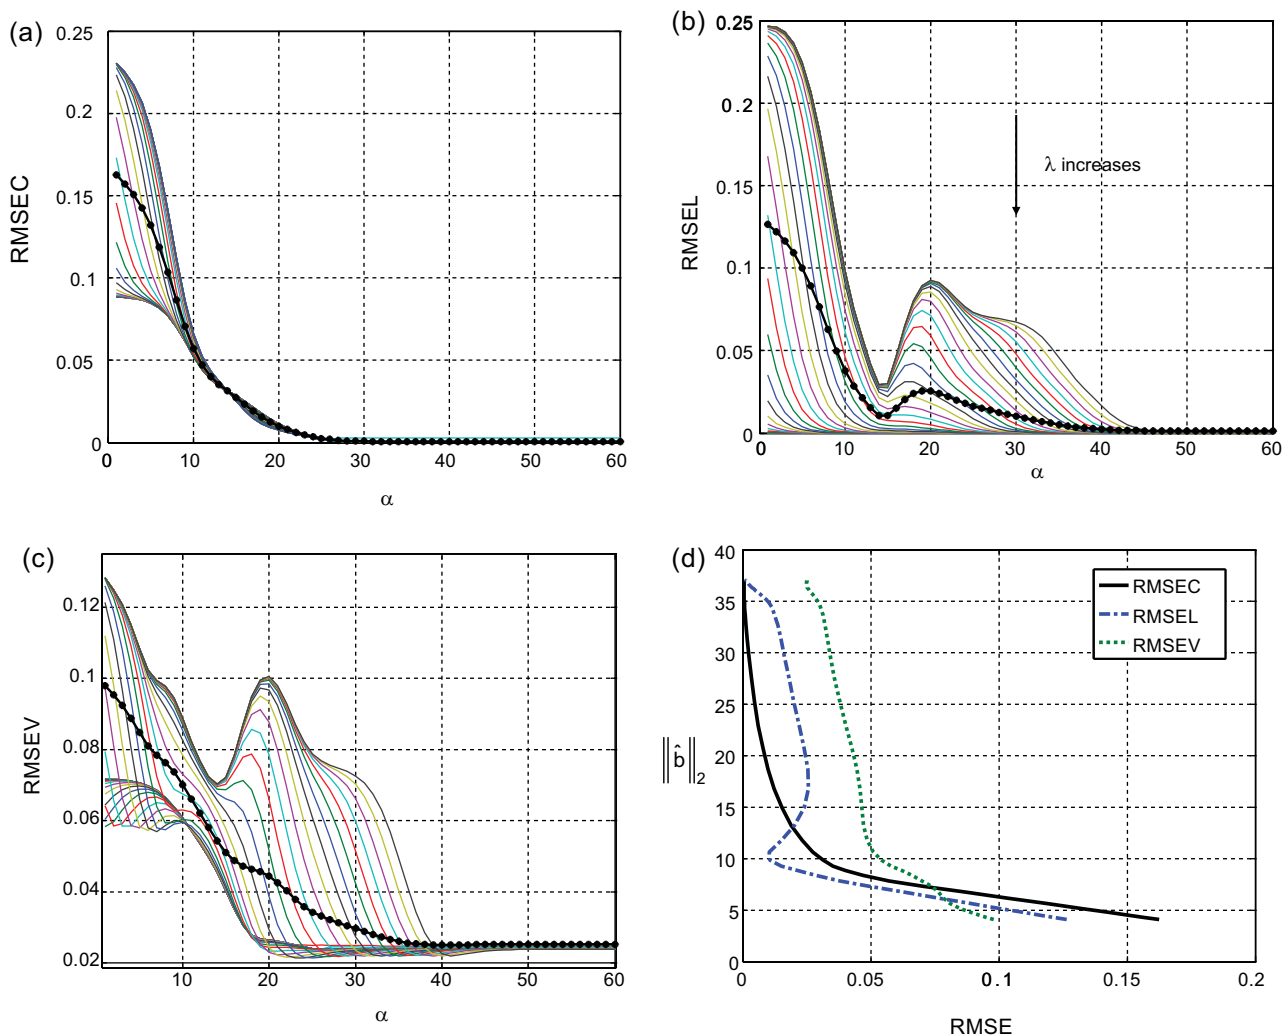 (a)
0.25
0.2
0.15
0.1
0.05
0
RMSEC
0 10 20 30 40 50 60
α
(b)
0.25
0.2
0.15
0.1
0.05
0
RMSEL
λ increases
0 10 20 30 40 50 60
α
(c)
0.12
0.1
0.08
0.06
0.04
0.02
RMSEV
10 20 30 40 50 60
α
(d)
40
35
30
25
20
15
10
5
0
‖b̂‖₂
RMSEC
RMSEL
RMSEV
0 0.05 0.1 0.15 0.2
RMSE